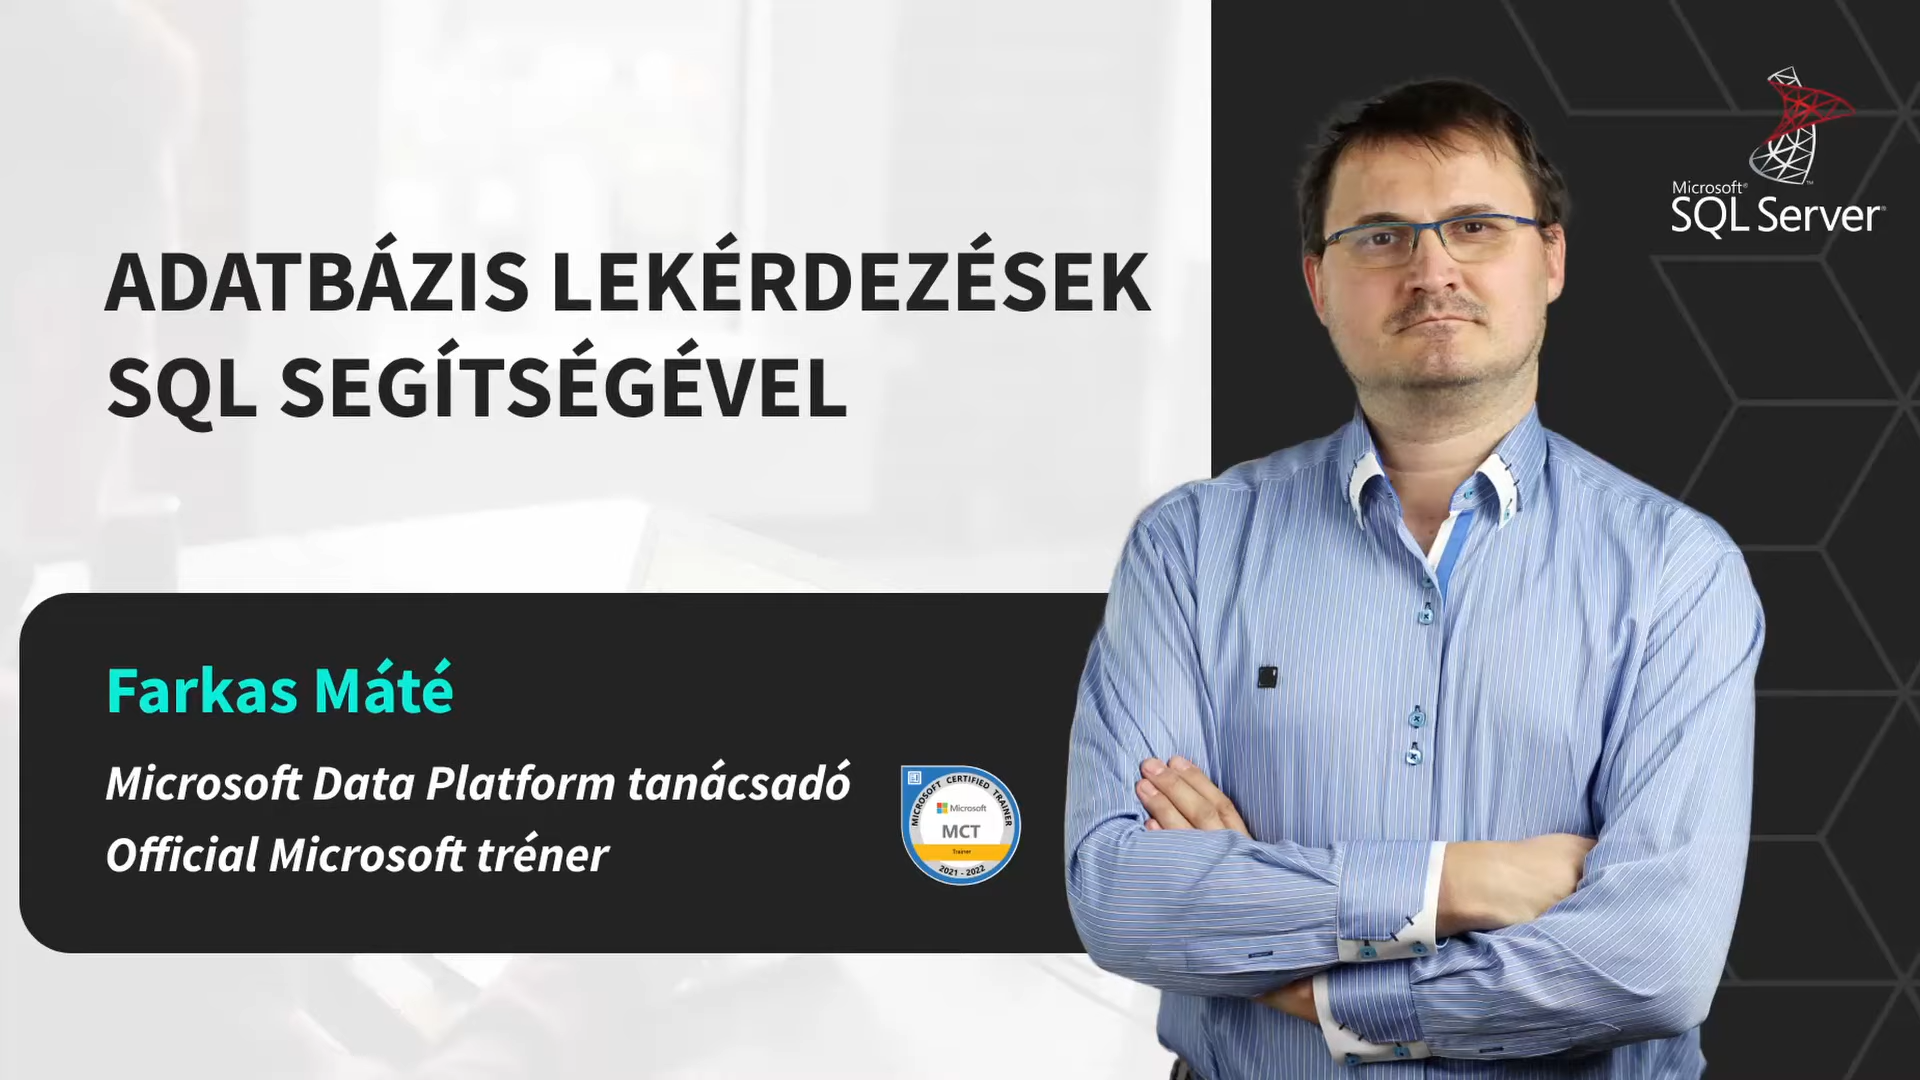 ADATBÁZIS LEKÉRDEZÉSEK
SQL SEGÍTSÉGÉVEL
Microsoft®
SQL Server®
Farkas Máté
Microsoft Data Platform tanácsadó
Official Microsoft tréner
MICROSOFT CERTIFIED TRAINER
Microsoft
MCT
Trainer
2021 - 2022